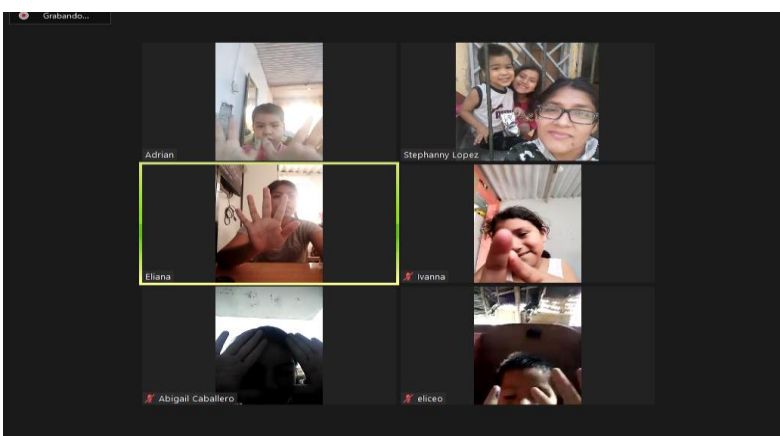 Grabando...
Adrian
Stephanny Lopez
Eliana
Ivanna
Abigail Caballero
eliceo